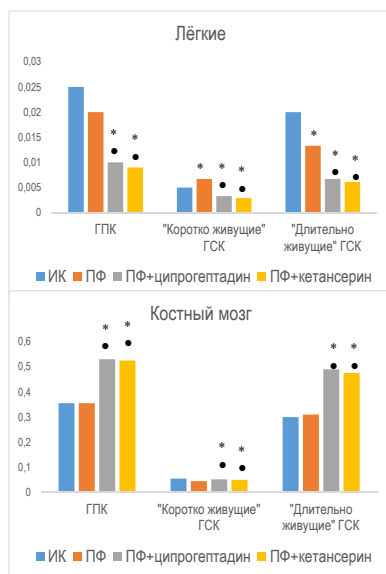 Лёгкие
0,03
0,025
0,02
0,015
0,01
0,005
0
* * * * * * * *
ГПК "Коротко живущие" ГСК "Длительно живущие" ГСК
ИК ПФ ПФ+ципрогептадин ПФ+кетансерин
Костный мозг
0,6
0,5
0,4
0,3
0,2
0,1
0
* * * * * *
ГПК "Коротко живущие" ГСК "Длительно живущие" ГСК
ИК ПФ ПФ+ципрогептадин ПФ+кетансерин